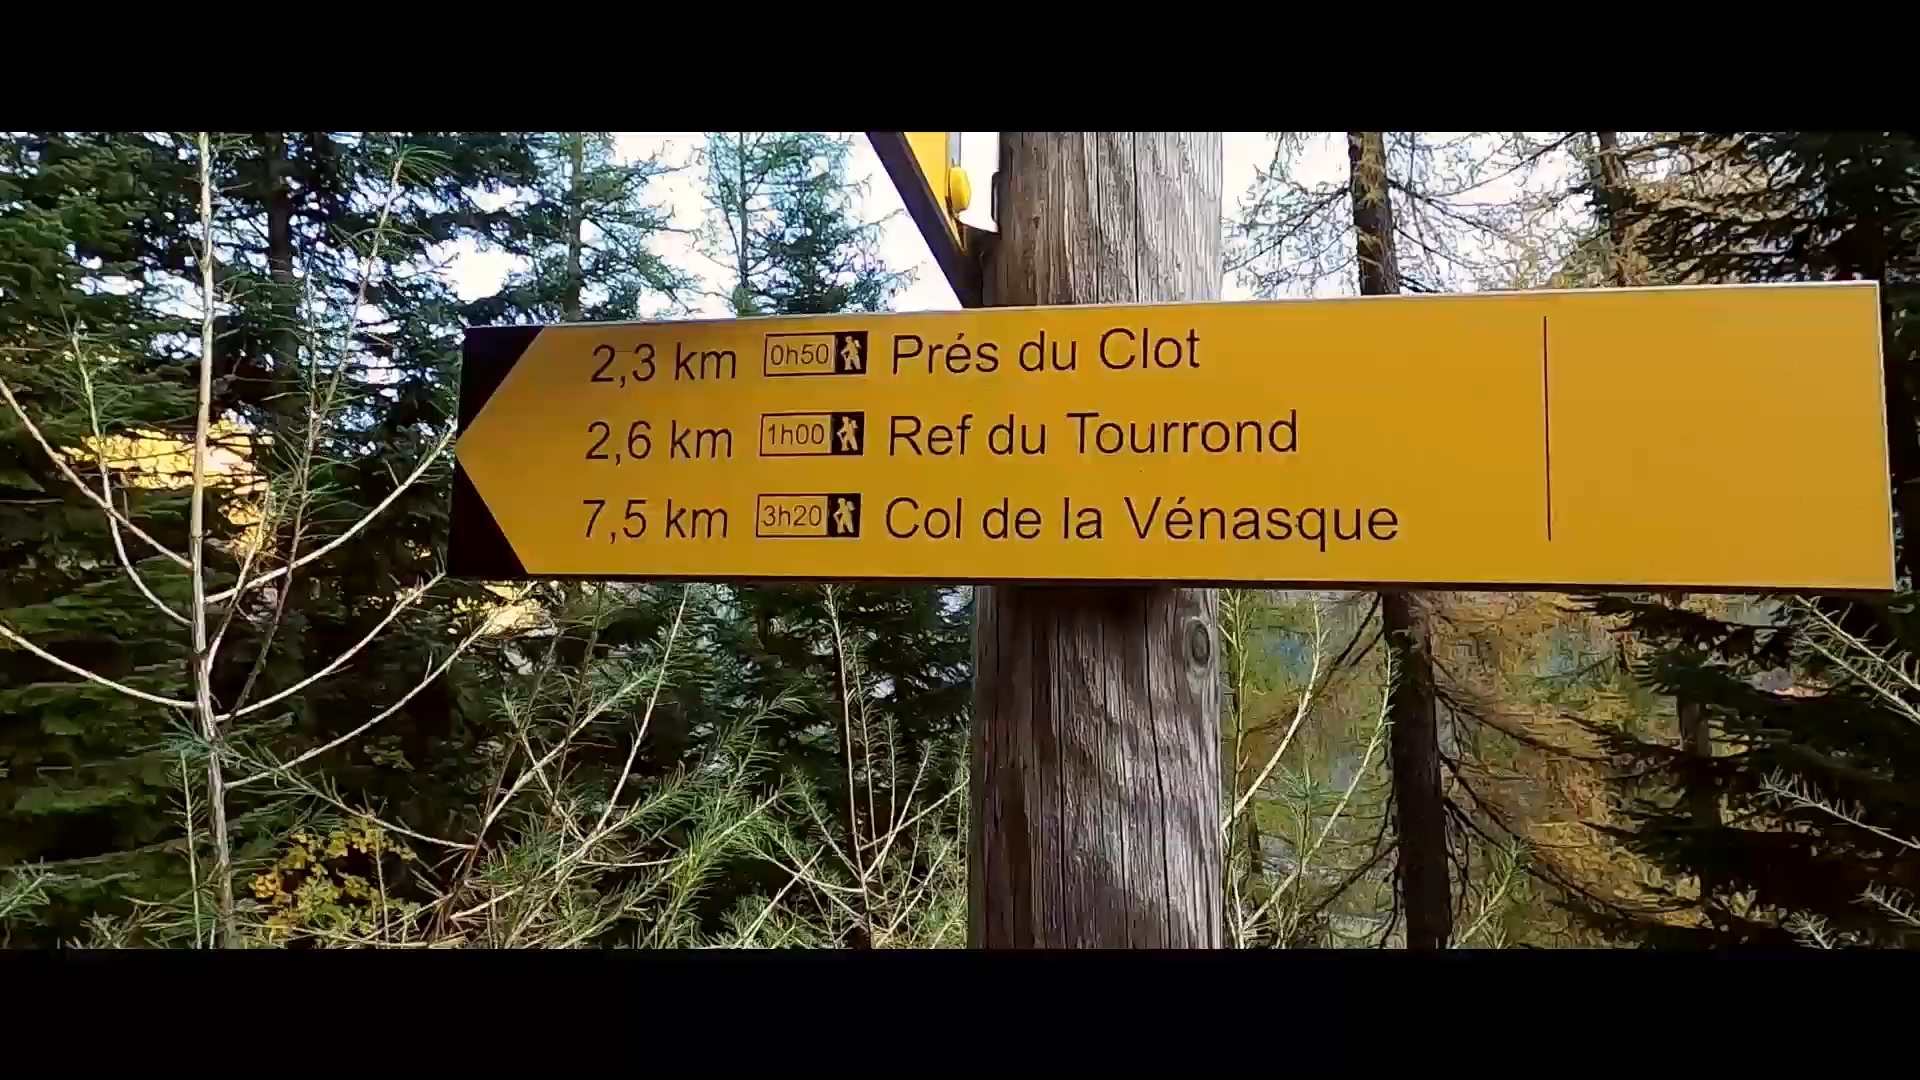 2,3 km 0h50 Prés du Clot
2,6 km 1h00 Ref du Tourrond
7,5 km 3h20 Col de la Vénasque